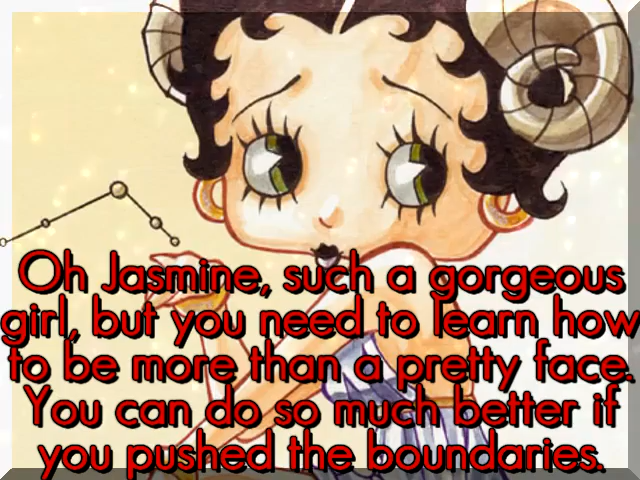 Oh Jasmine, such a gorgeous
girl, but you need to learn how
to be more than a pretty face.
You can do so much better if
you pushed the boundaries.